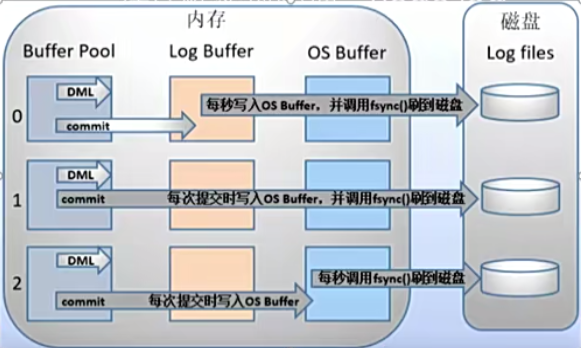 内存
磁盘
Buffer Pool
Log Buffer
OS Buffer
Log files
0
DML
commit
每秒写入OS Buffer，并调用fsync()刷到磁盘
1
DML
commit
每次提交时写入OS Buffer，并调用fsync()刷到磁盘
2
DML
每秒调用fsync()刷到磁盘
commit
每次提交时写入OS Buffer